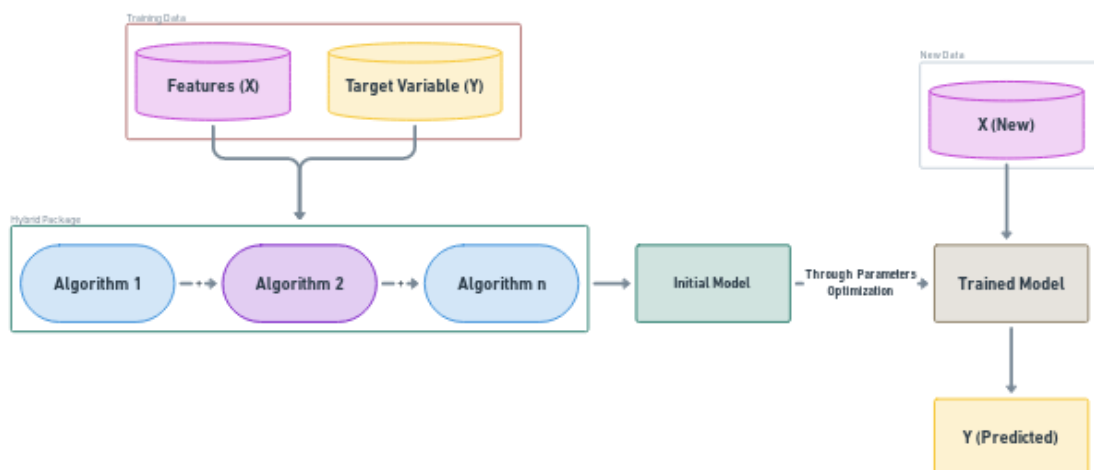 Training Data
Features (X)
Target Variable (Y)
New Data
X (New)
Hybrid Package
Algorithm 1
Algorithm 2
Algorithm n
Initial Model
Through Parameters
Optimization
Trained Model
Y (Predicted)